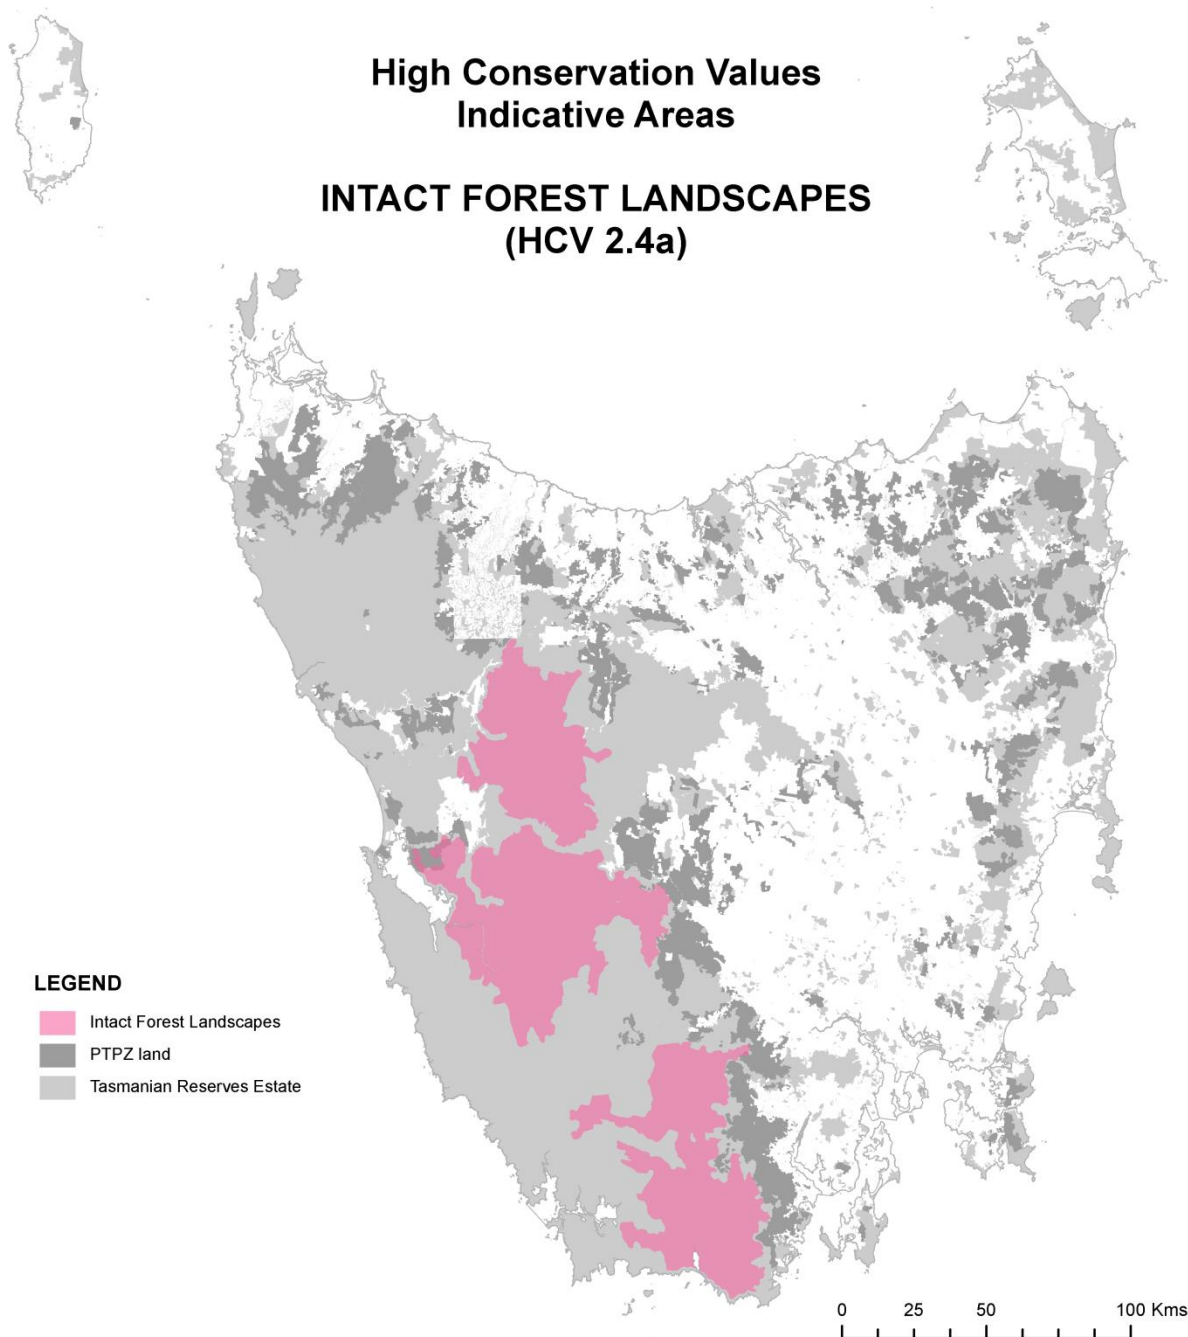 High Conservation Values
Indicative Areas
INTACT FOREST LANDSCAPES
(HCV 2.4a)
LEGEND
Intact Forest Landscapes
PTPZ land
Tasmanian Reserves Estate
0 25 50 100 Kms